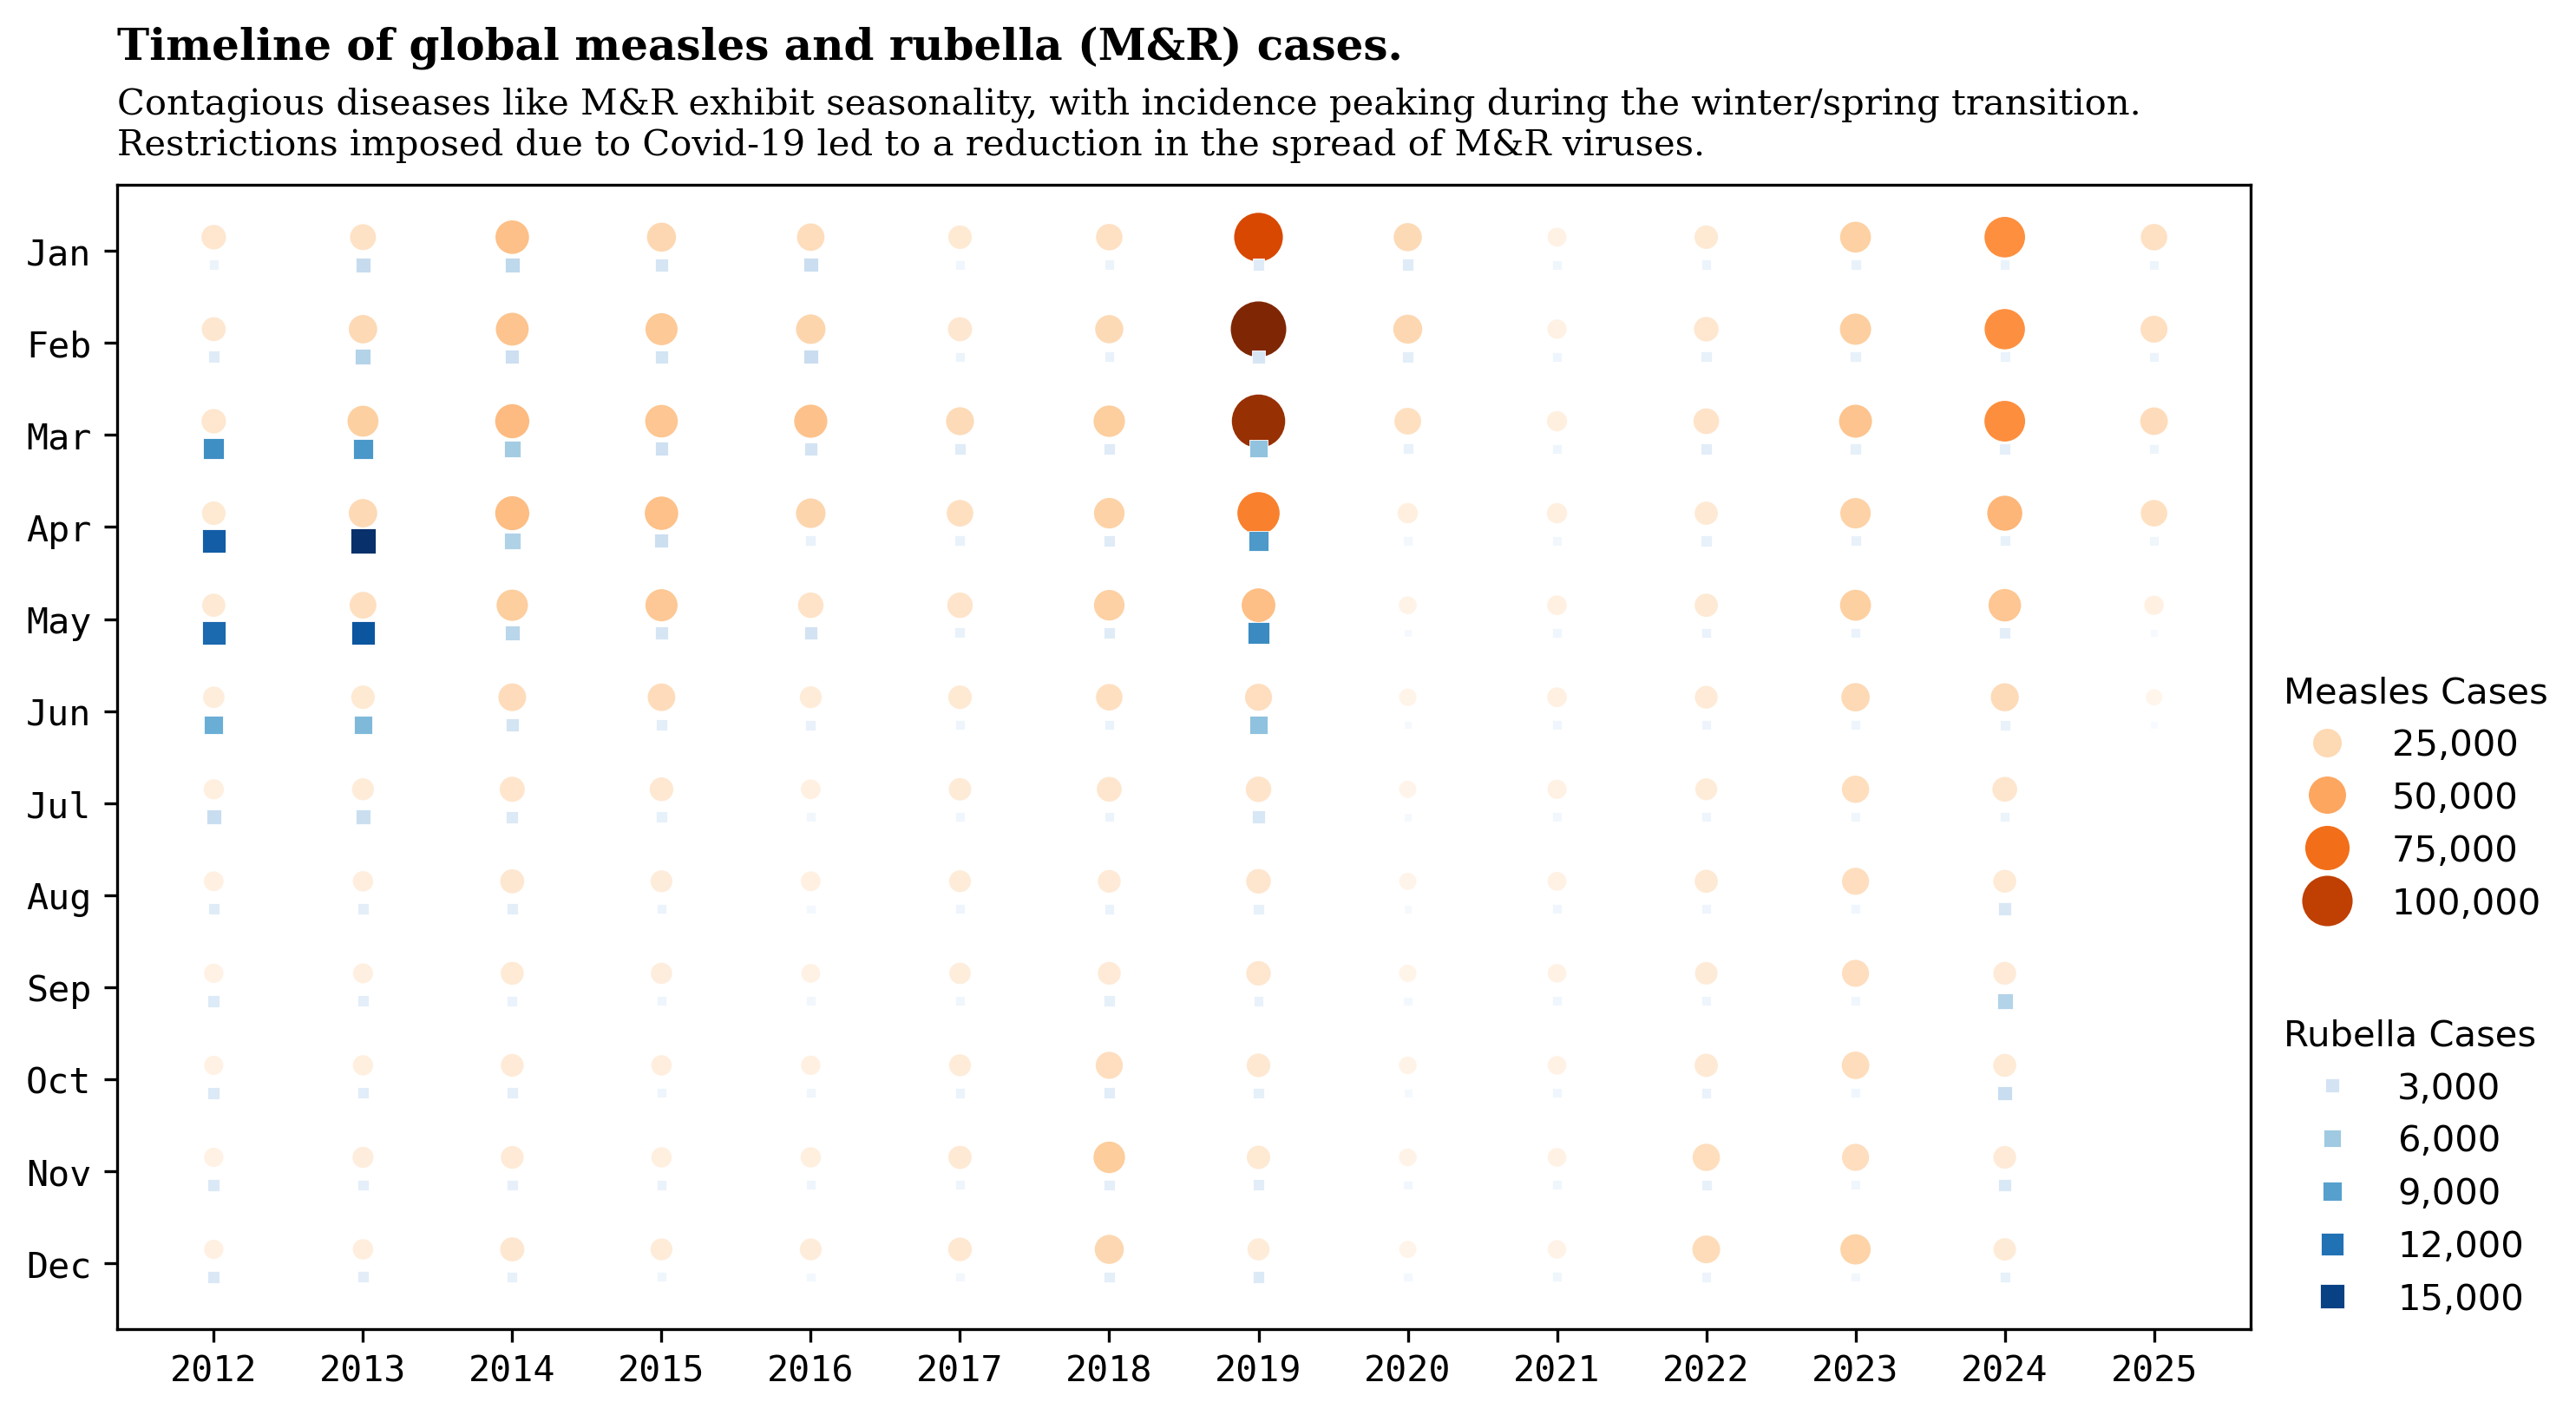 Timeline of global measles and rubella (M&R) cases.
Contagious diseases like M&R exhibit seasonality, with incidence peaking during the winter/spring transition.
Restrictions imposed due to Covid-19 led to a reduction in the spread of M&R viruses.
Jan
Feb
Mar
Apr
May
Jun
Jul
Aug
Sep
Oct
Nov
Dec
2012 2013 2014 2015 2016 2017 2018 2019 2020 2021 2022 2023 2024 2025
Measles Cases
25,000
50,000
75,000
100,000
Rubella Cases
3,000
6,000
9,000
12,000
15,000